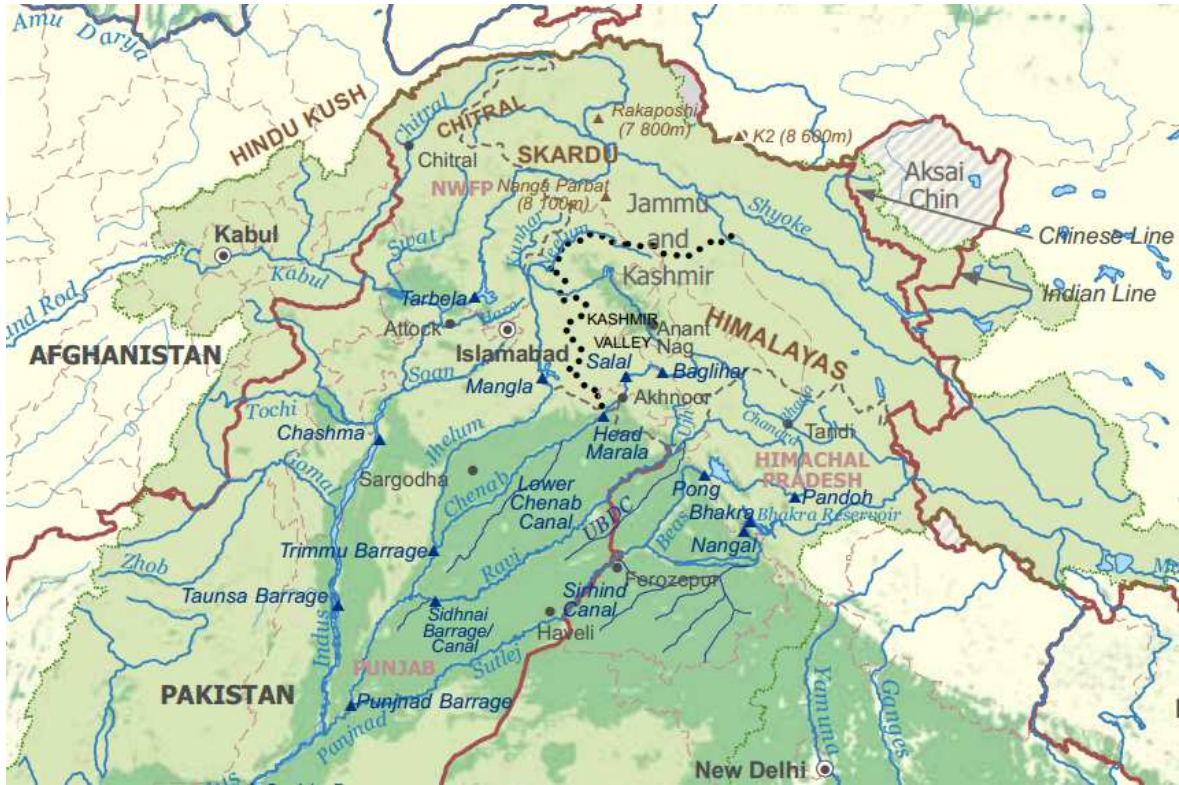 Amu Darya
HINDU KUSH
Chitral
CHITRAL
Chitral
Rakaposhi
(7 800m)
K2 (8 600m)
SKARDU
NWFP
Nanga Parbat
(8 100m)
Aksai
Chin
Jammu
and
Kashmir
Shyoke
Chinese Line
Indian Line
Kabul
Kabul
Swat
Kunhar
Jhelum
Tarbela
Attock
Haro
Islamabad
KASHMIR
VALLEY
Anant
Nag
HIMALAYAS
AFGHANISTAN
Soan
Mangla
Salal
Baglihar
Akhnoor
Tochi
Chashma
Jhelum
Head
Marala
Chandra
Bhaga
Tandi
Gomal
Sargodha
Chenab
Lower
Chenab
Canal
HIMACHAL
PRADESH
Pong
Pandoh
Bhakra
Bhakra Reservoir
UBDC
Beas
Nangal
Trimmu Barrage
Ravi
Zhob
Taunsa Barrage
Ferozepur
Sirhind
Canal
Sidhnai
Barrage/
Canal
Haveli
Indus
PUNJAB
Sutlej
PAKISTAN
Punjnad Barrage
Panjnad
Yamuna
Ganges
New Delhi